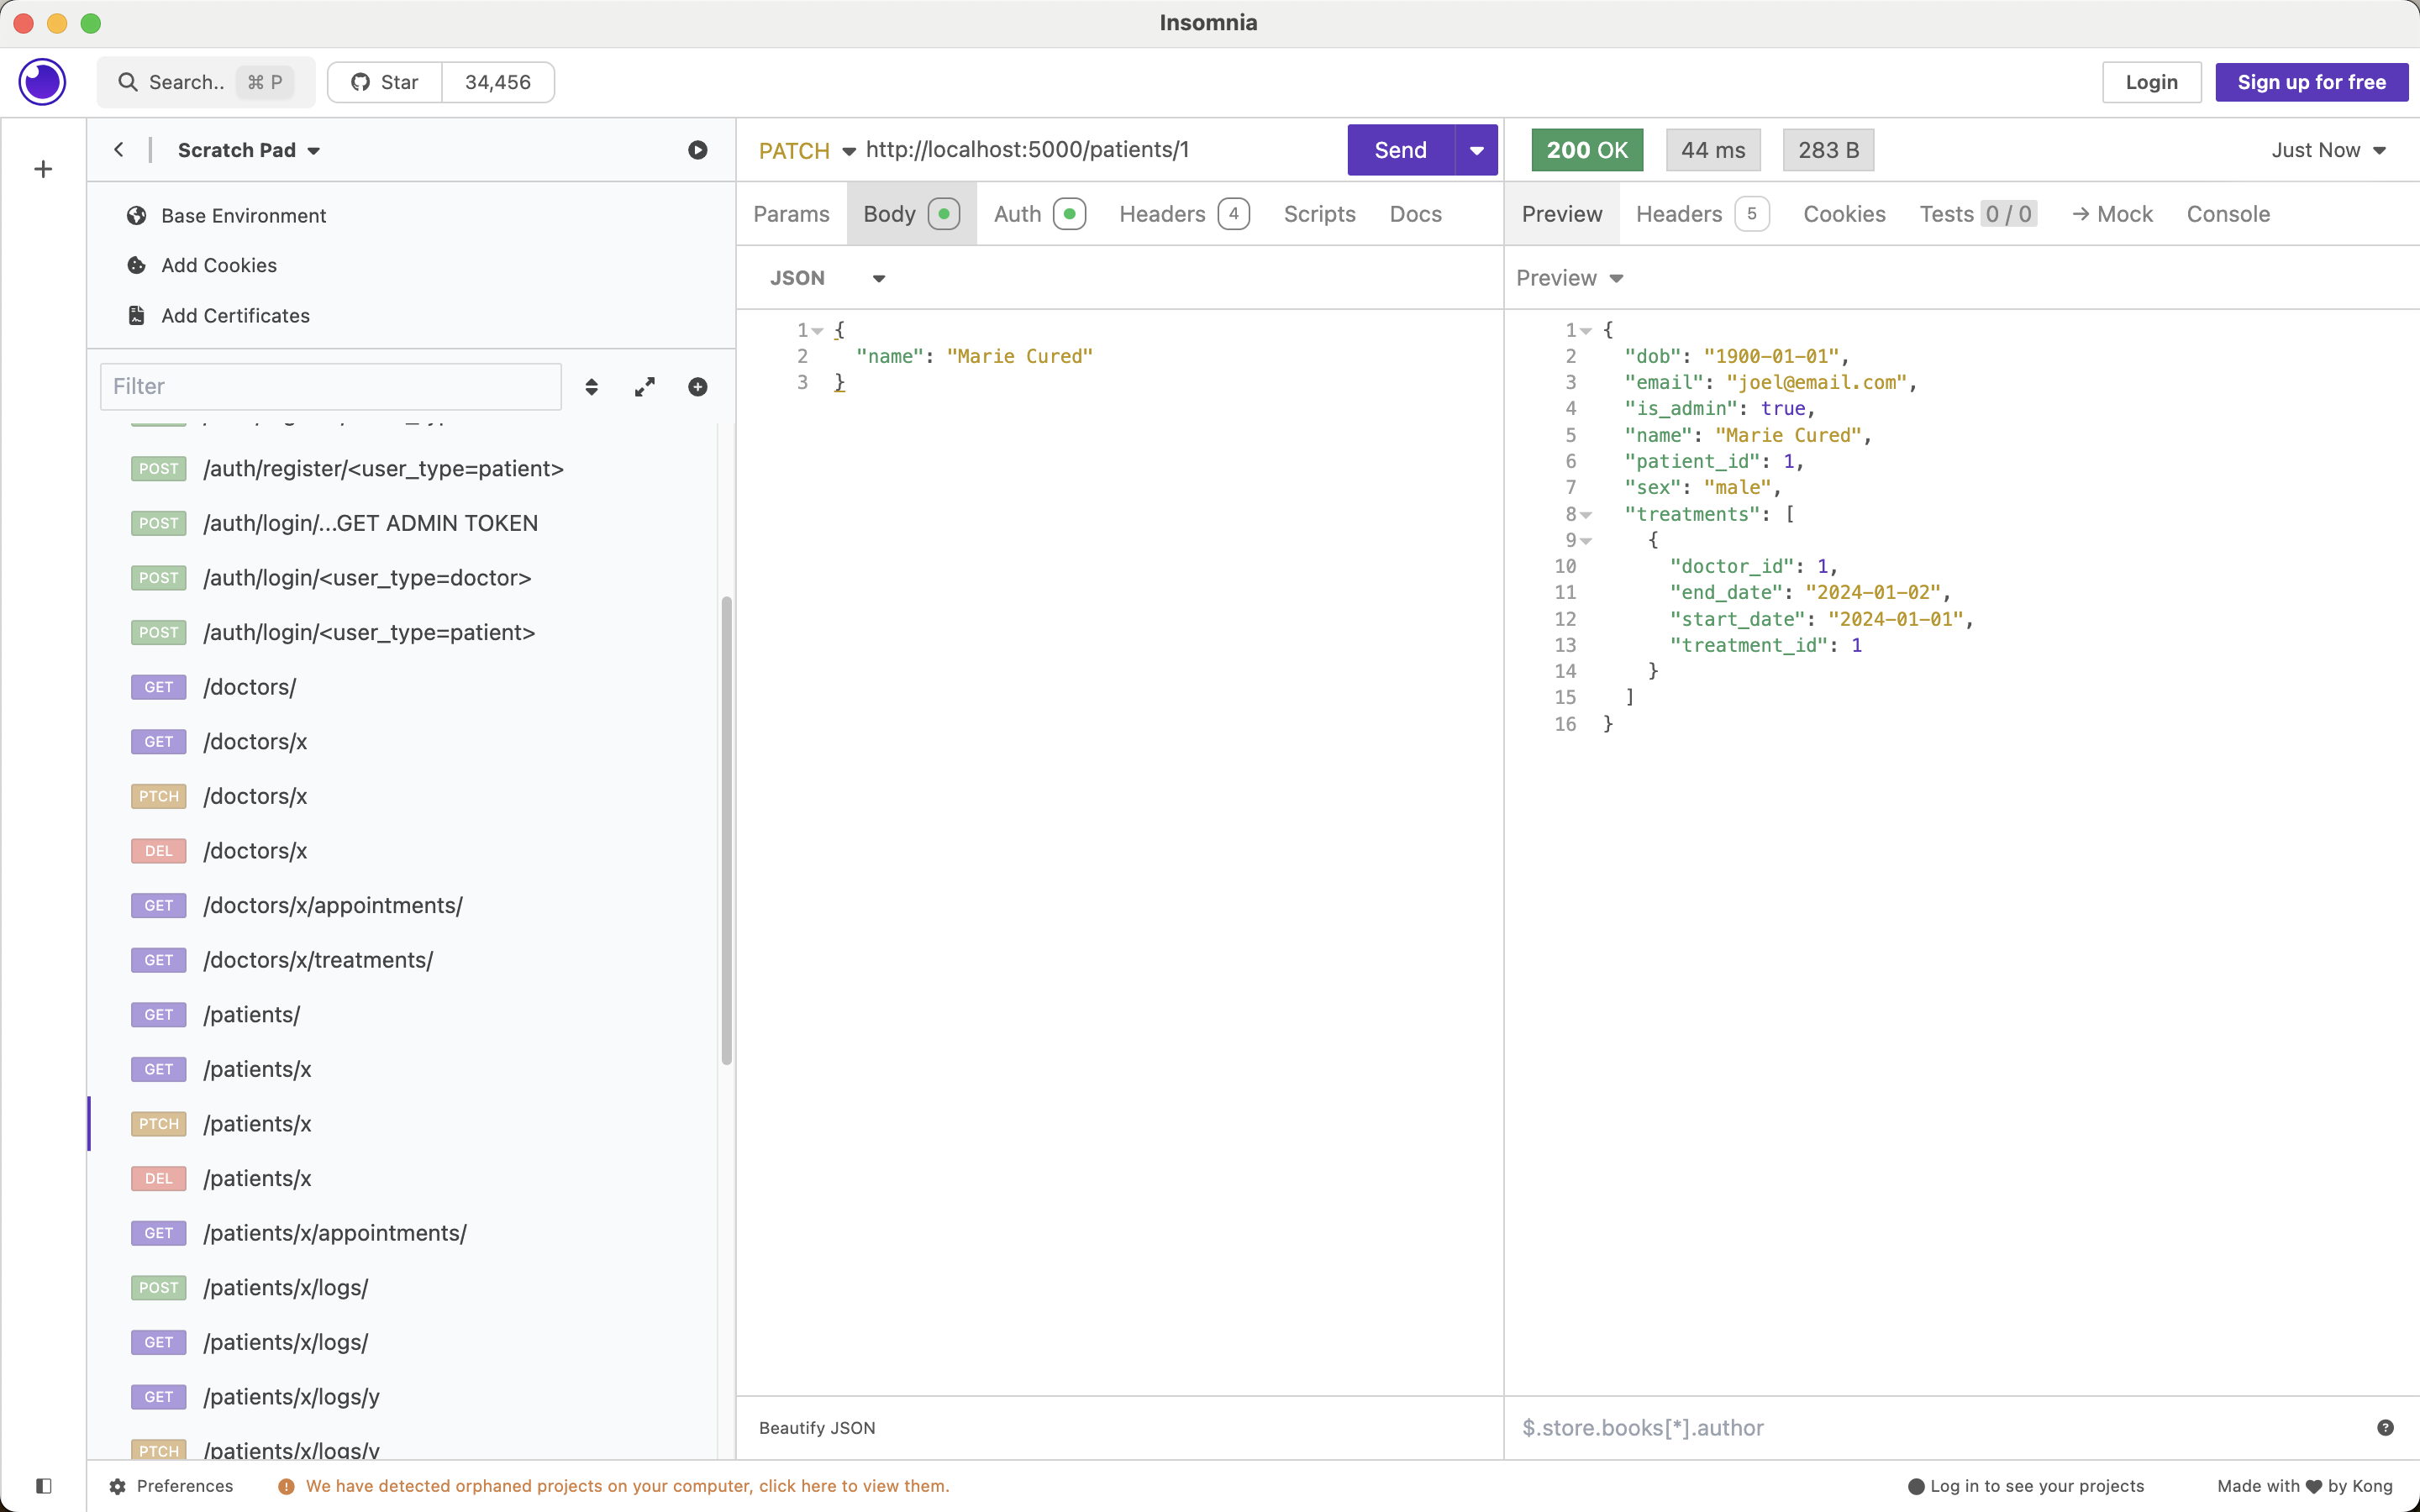 Insomnia
Search.. ⌘ P
Star 34,456
Login
Sign up for free
Scratch Pad
Base Environment
Add Cookies
Add Certificates
Filter
POST /auth/register/<user_type=patient>
POST /auth/login/...GET ADMIN TOKEN
POST /auth/login/<user_type=doctor>
POST /auth/login/<user_type=patient>
GET /doctors/
GET /doctors/x
PTCH /doctors/x
DEL /doctors/x
GET /doctors/x/appointments/
GET /doctors/x/treatments/
GET /patients/
GET /patients/x
PTCH /patients/x
DEL /patients/x
GET /patients/x/appointments/
POST /patients/x/logs/
GET /patients/x/logs/
GET /patients/x/logs/y
PTCH /patients/x/logs/y
PATCH http://localhost:5000/patients/1 Send
Params Body Auth Headers 4 Scripts Docs
JSON
1 {
2 "name": "Marie Cured"
3 }
Beautify JSON
200 OK 44 ms 283 B Just Now
Preview Headers 5 Cookies Tests 0 / 0 → Mock Console
Preview
1 {
2 "dob": "1900-01-01",
3 "email": "joel@email.com",
4 "is_admin": true,
5 "name": "Marie Cured",
6 "patient_id": 1,
7 "sex": "male",
8 "treatments": [
9 {
10 "doctor_id": 1,
11 "end_date": "2024-01-02",
12 "start_date": "2024-01-01",
13 "treatment_id": 1
14 }
15 ]
16 }
$.store.books[*].author
Preferences
We have detected orphaned projects on your computer, click here to view them.
Log in to see your projects
Made with ♥ by Kong